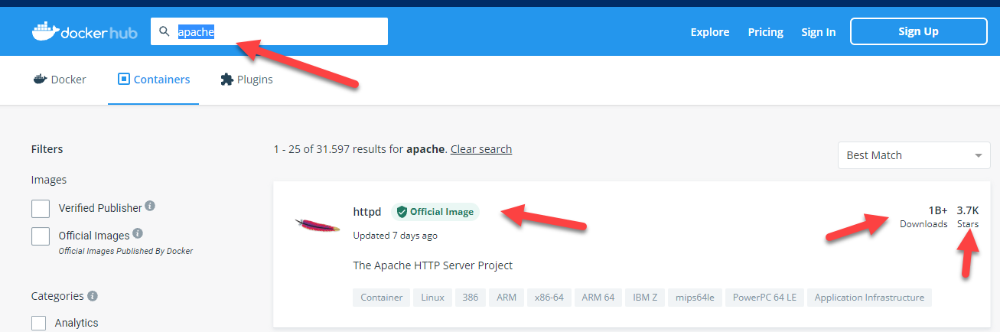 dockerhub
apache
Explore
Pricing
Sign In
Sign Up
Docker
Containers
Plugins
Filters
1 - 25 of 31.597 results for apache. Clear search
Best Match
Images
Verified Publisher
Official Images
Official Images Published By Docker
Categories
Analytics
httpd
Official Image
Updated 7 days ago
1B+
Downloads
3.7K
Stars
The Apache HTTP Server Project
Container
Linux
386
ARM
x86-64
ARM 64
IBM Z
mips64le
PowerPC 64 LE
Application Infrastructure